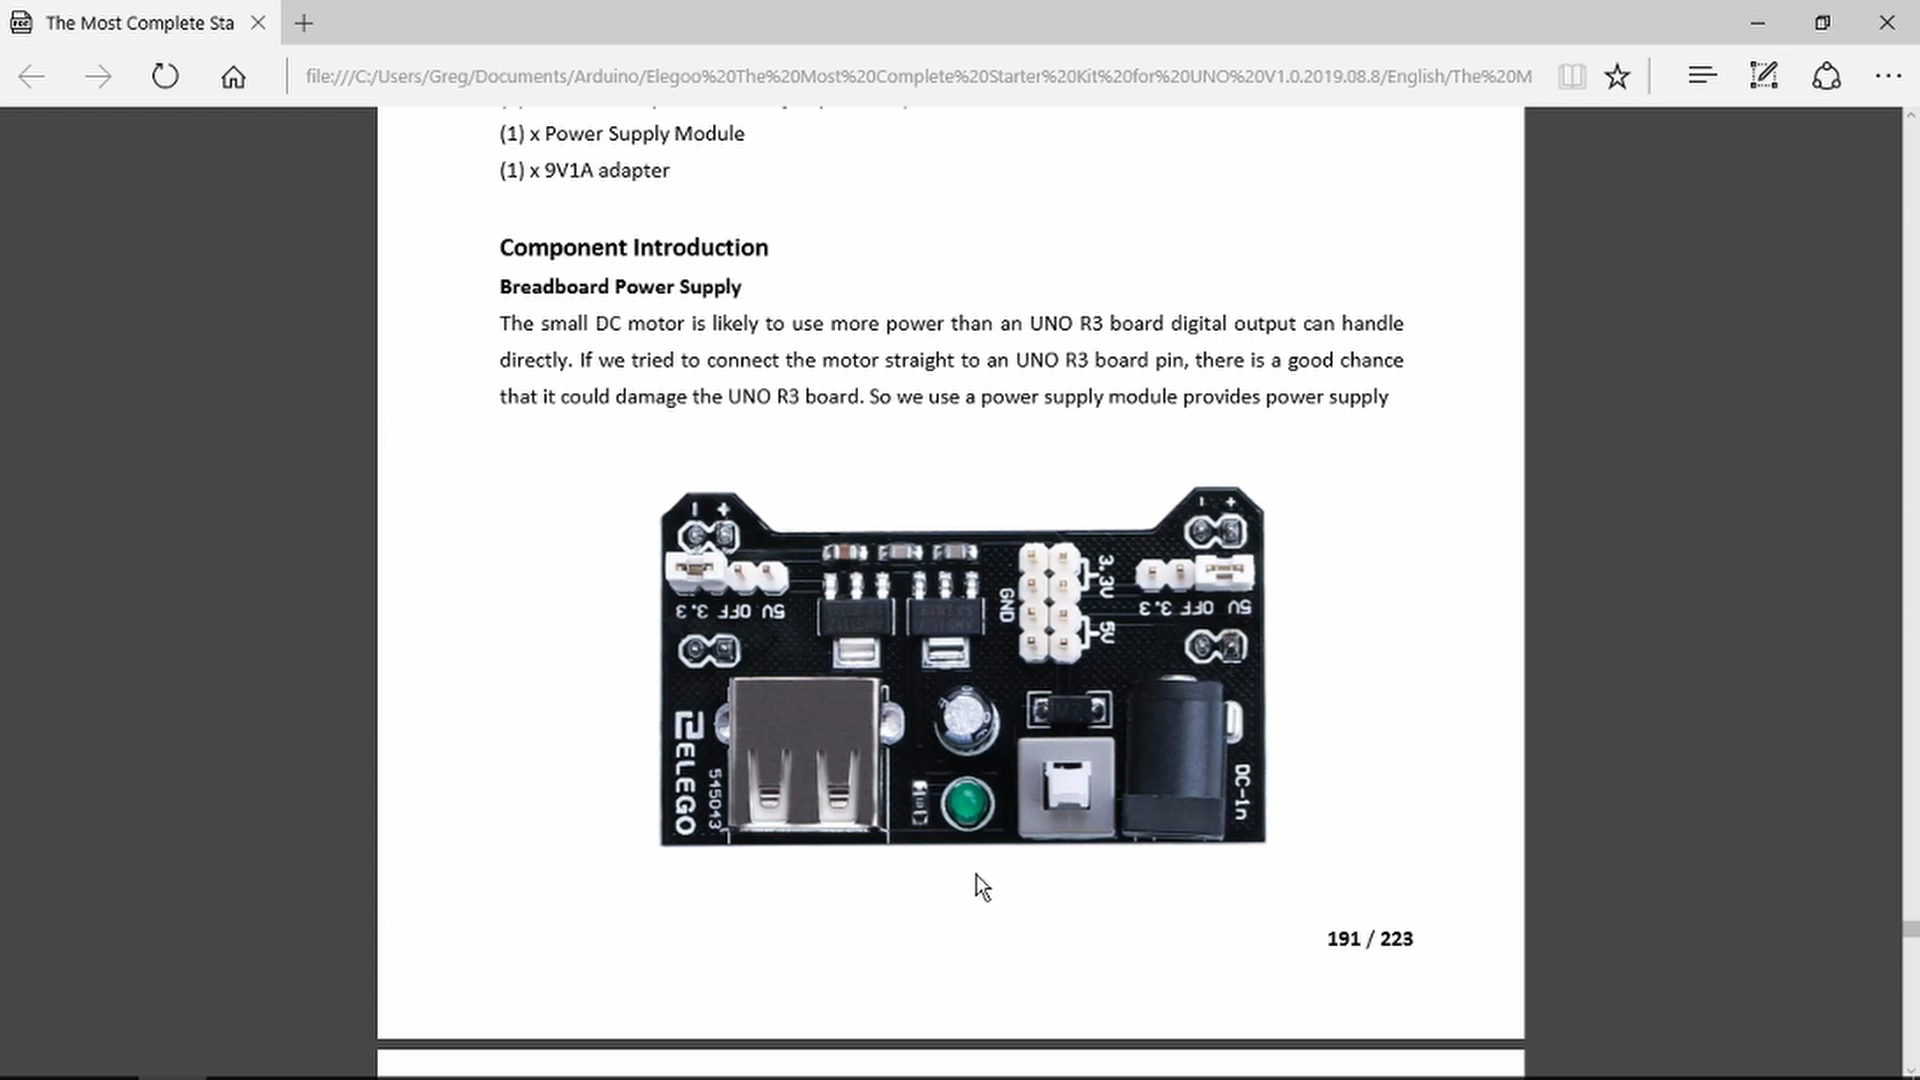 The Most Complete Sta
file:///C:/Users/Greg/Documents/Arduino/Elegoo%20The%20Most%20Complete%20Starter%20Kit%20for%20UNO%20V1.0.2019.08.8/English/The%20M
(1) x Power Supply Module
(1) x 9V1A adapter
Component Introduction
Breadboard Power Supply
The small DC motor is likely to use more power than an UNO R3 board digital output can handle
directly. If we tried to connect the motor straight to an UNO R3 board pin, there is a good chance
that it could damage the UNO R3 board. So we use a power supply module provides power supply
- +
- +
5V OFF 3.3
GND
3.3V
5V
5V OFF 3.3
ELEGO
545043
DC-in
191 / 223